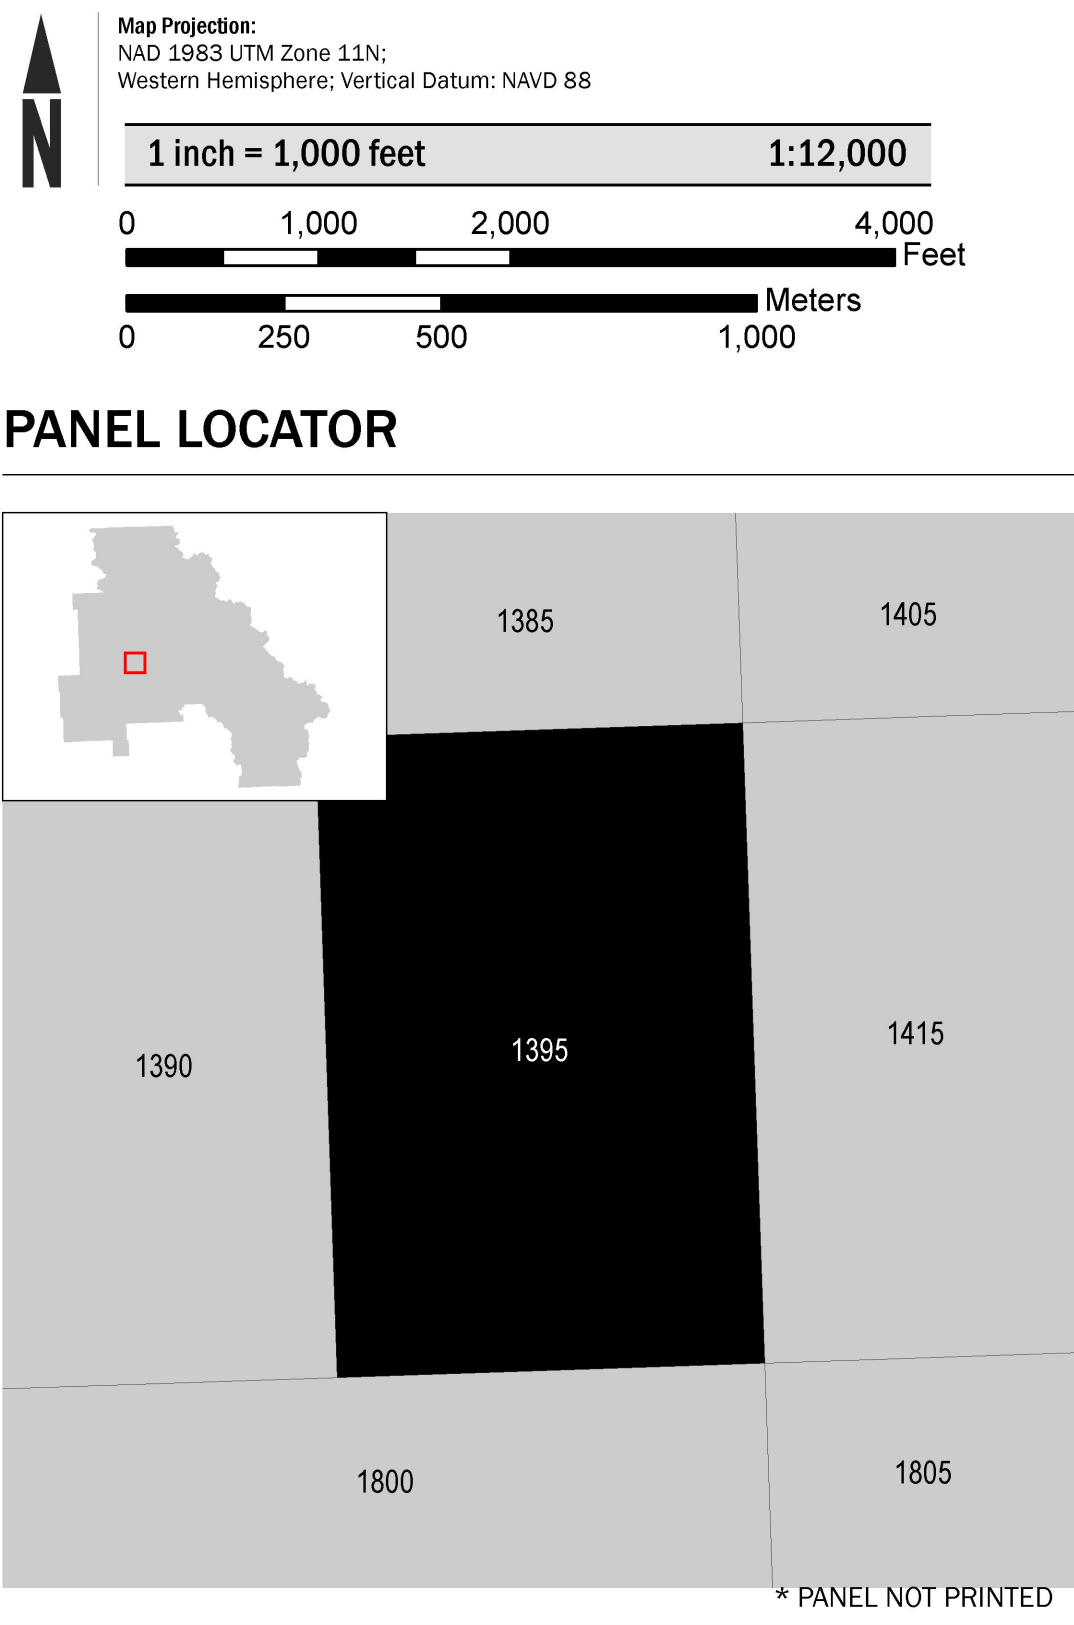 N
Map Projection:
NAD 1983 UTM Zone 11N;
Western Hemisphere; Vertical Datum: NAVD 88
1 inch = 1,000 feet 1:12,000
0 1,000 2,000 4,000
Feet
Meters
0 250 500 1,000
PANEL LOCATOR
1385 1405
1390 1395 1415
1800 1805
* PANEL NOT PRINTED